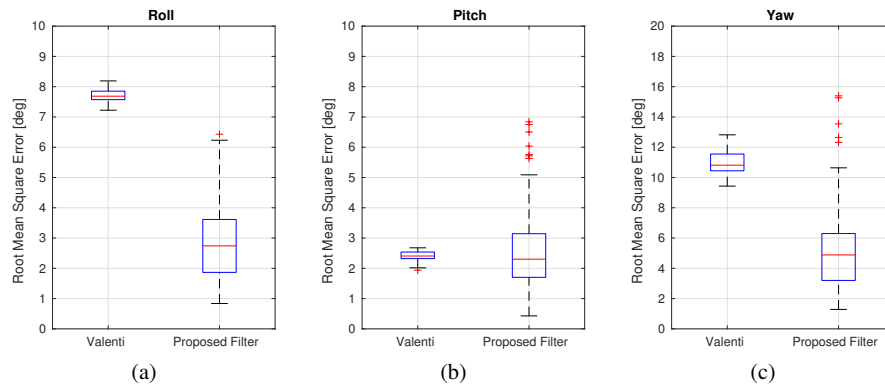 Roll
Root Mean Square Error [deg]
10
9
8
7
6
5
4
3
2
1
0
Valenti Proposed Filter
(a)
Pitch
Root Mean Square Error [deg]
10
9
8
7
6
5
4
3
2
1
0
Valenti Proposed Filter
(b)
Yaw
Root Mean Square Error [deg]
20
18
16
14
12
10
8
6
4
2
0
Valenti Proposed Filter
(c)